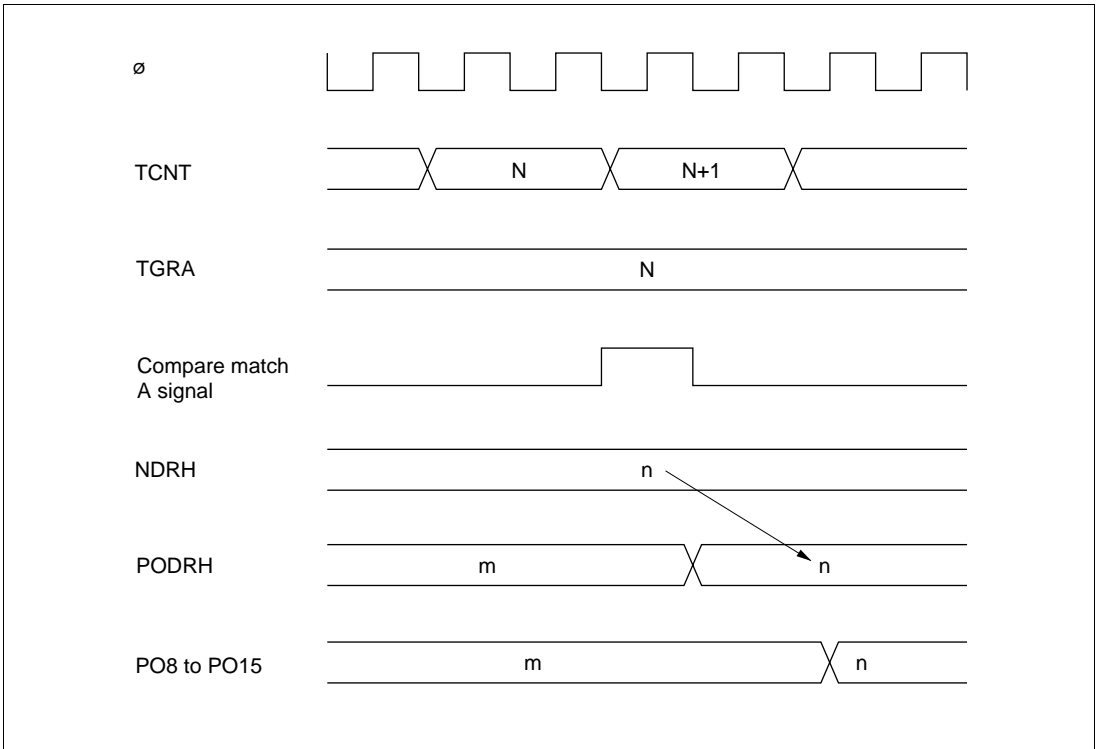 ø
TCNT
N
N+1
TGRA
N
Compare match
A signal
NDRH
n
PODRH
m
n
PO8 to PO15
m
n